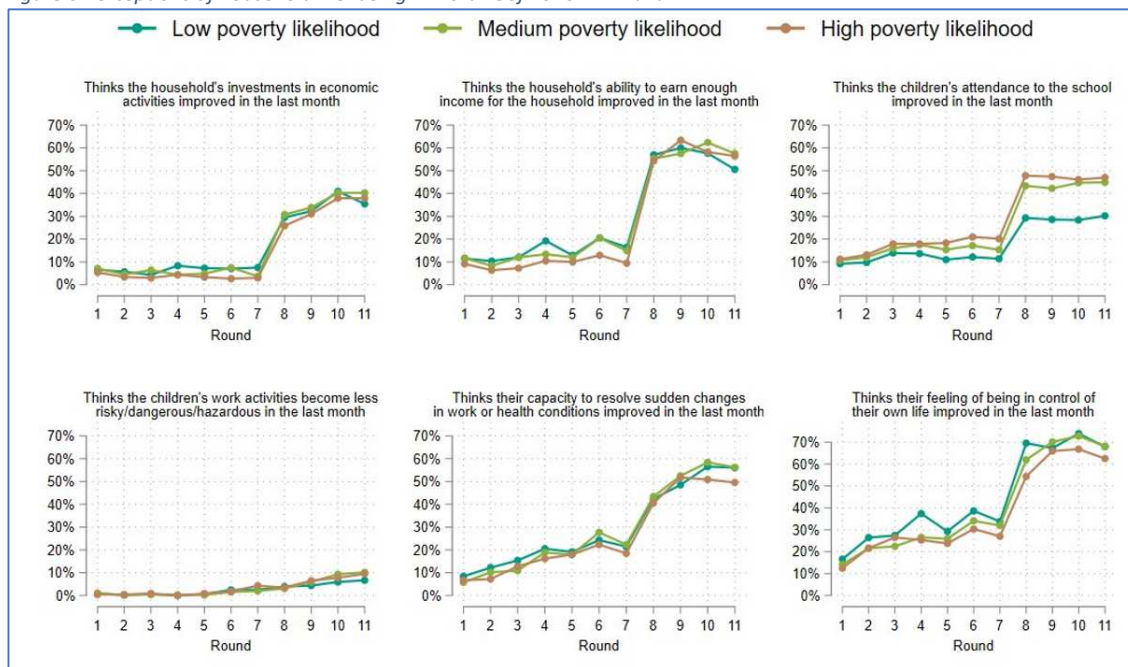 Low poverty likelihood Medium poverty likelihood High poverty likelihood
Thinks the household's investments in economic
activities improved in the last month
70%
60%
50%
40%
30%
20%
10%
0%
1 2 3 4 5 6 7 8 9 10 11
Round
Thinks the household's ability to earn enough
income for the household improved in the last month
70%
60%
50%
40%
30%
20%
10%
0%
1 2 3 4 5 6 7 8 9 10 11
Round
Thinks the children's attendance to the school
improved in the last month
70%
60%
50%
40%
30%
20%
10%
0%
1 2 3 4 5 6 7 8 9 10 11
Round
Thinks the children's work activities become less
risky/dangerous/hazardous in the last month
70%
60%
50%
40%
30%
20%
10%
0%
1 2 3 4 5 6 7 8 9 10 11
Round
Thinks their capacity to resolve sudden changes
in work or health conditions improved in the last month
70%
60%
50%
40%
30%
20%
10%
0%
1 2 3 4 5 6 7 8 9 10 11
Round
Thinks their feeling of being in control of
their own life improved in the last month
70%
60%
50%
40%
30%
20%
10%
0%
1 2 3 4 5 6 7 8 9 10 11
Round